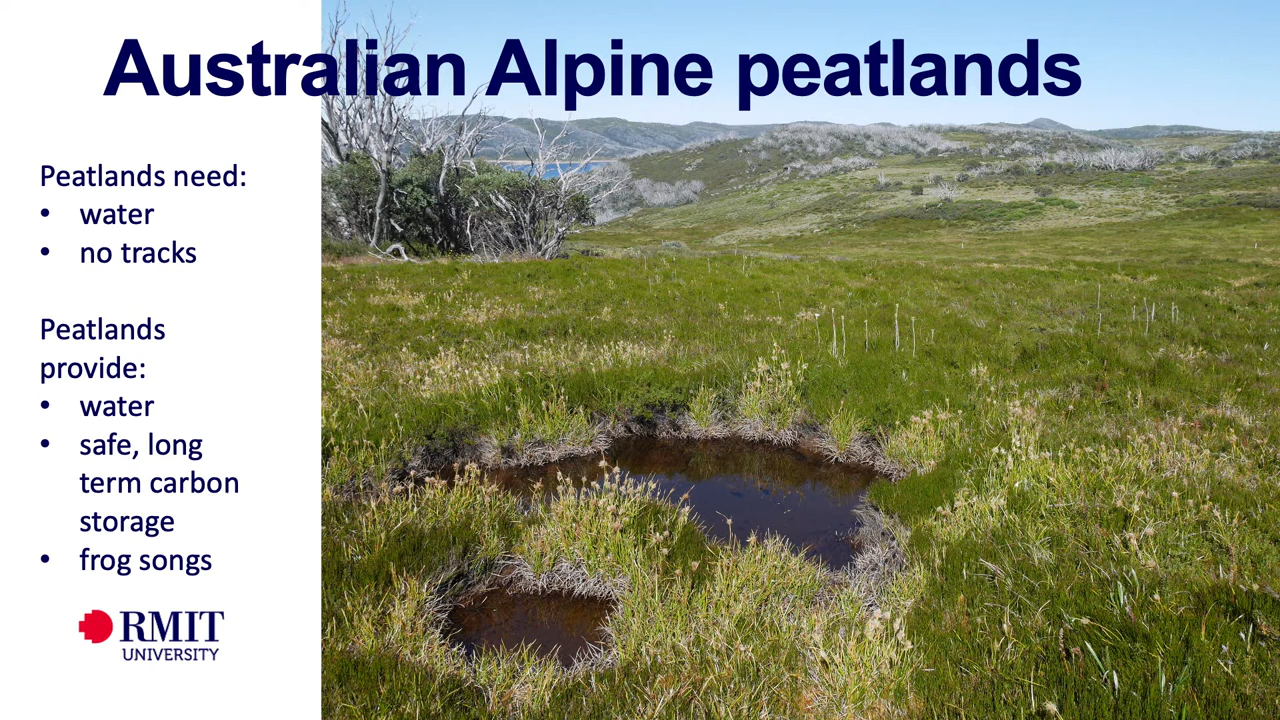 Australian Alpine peatlands
Peatlands need:
• water
• no tracks
Peatlands
provide:
• water
• safe, long
term carbon
storage
• frog songs
RMIT
UNIVERSITY